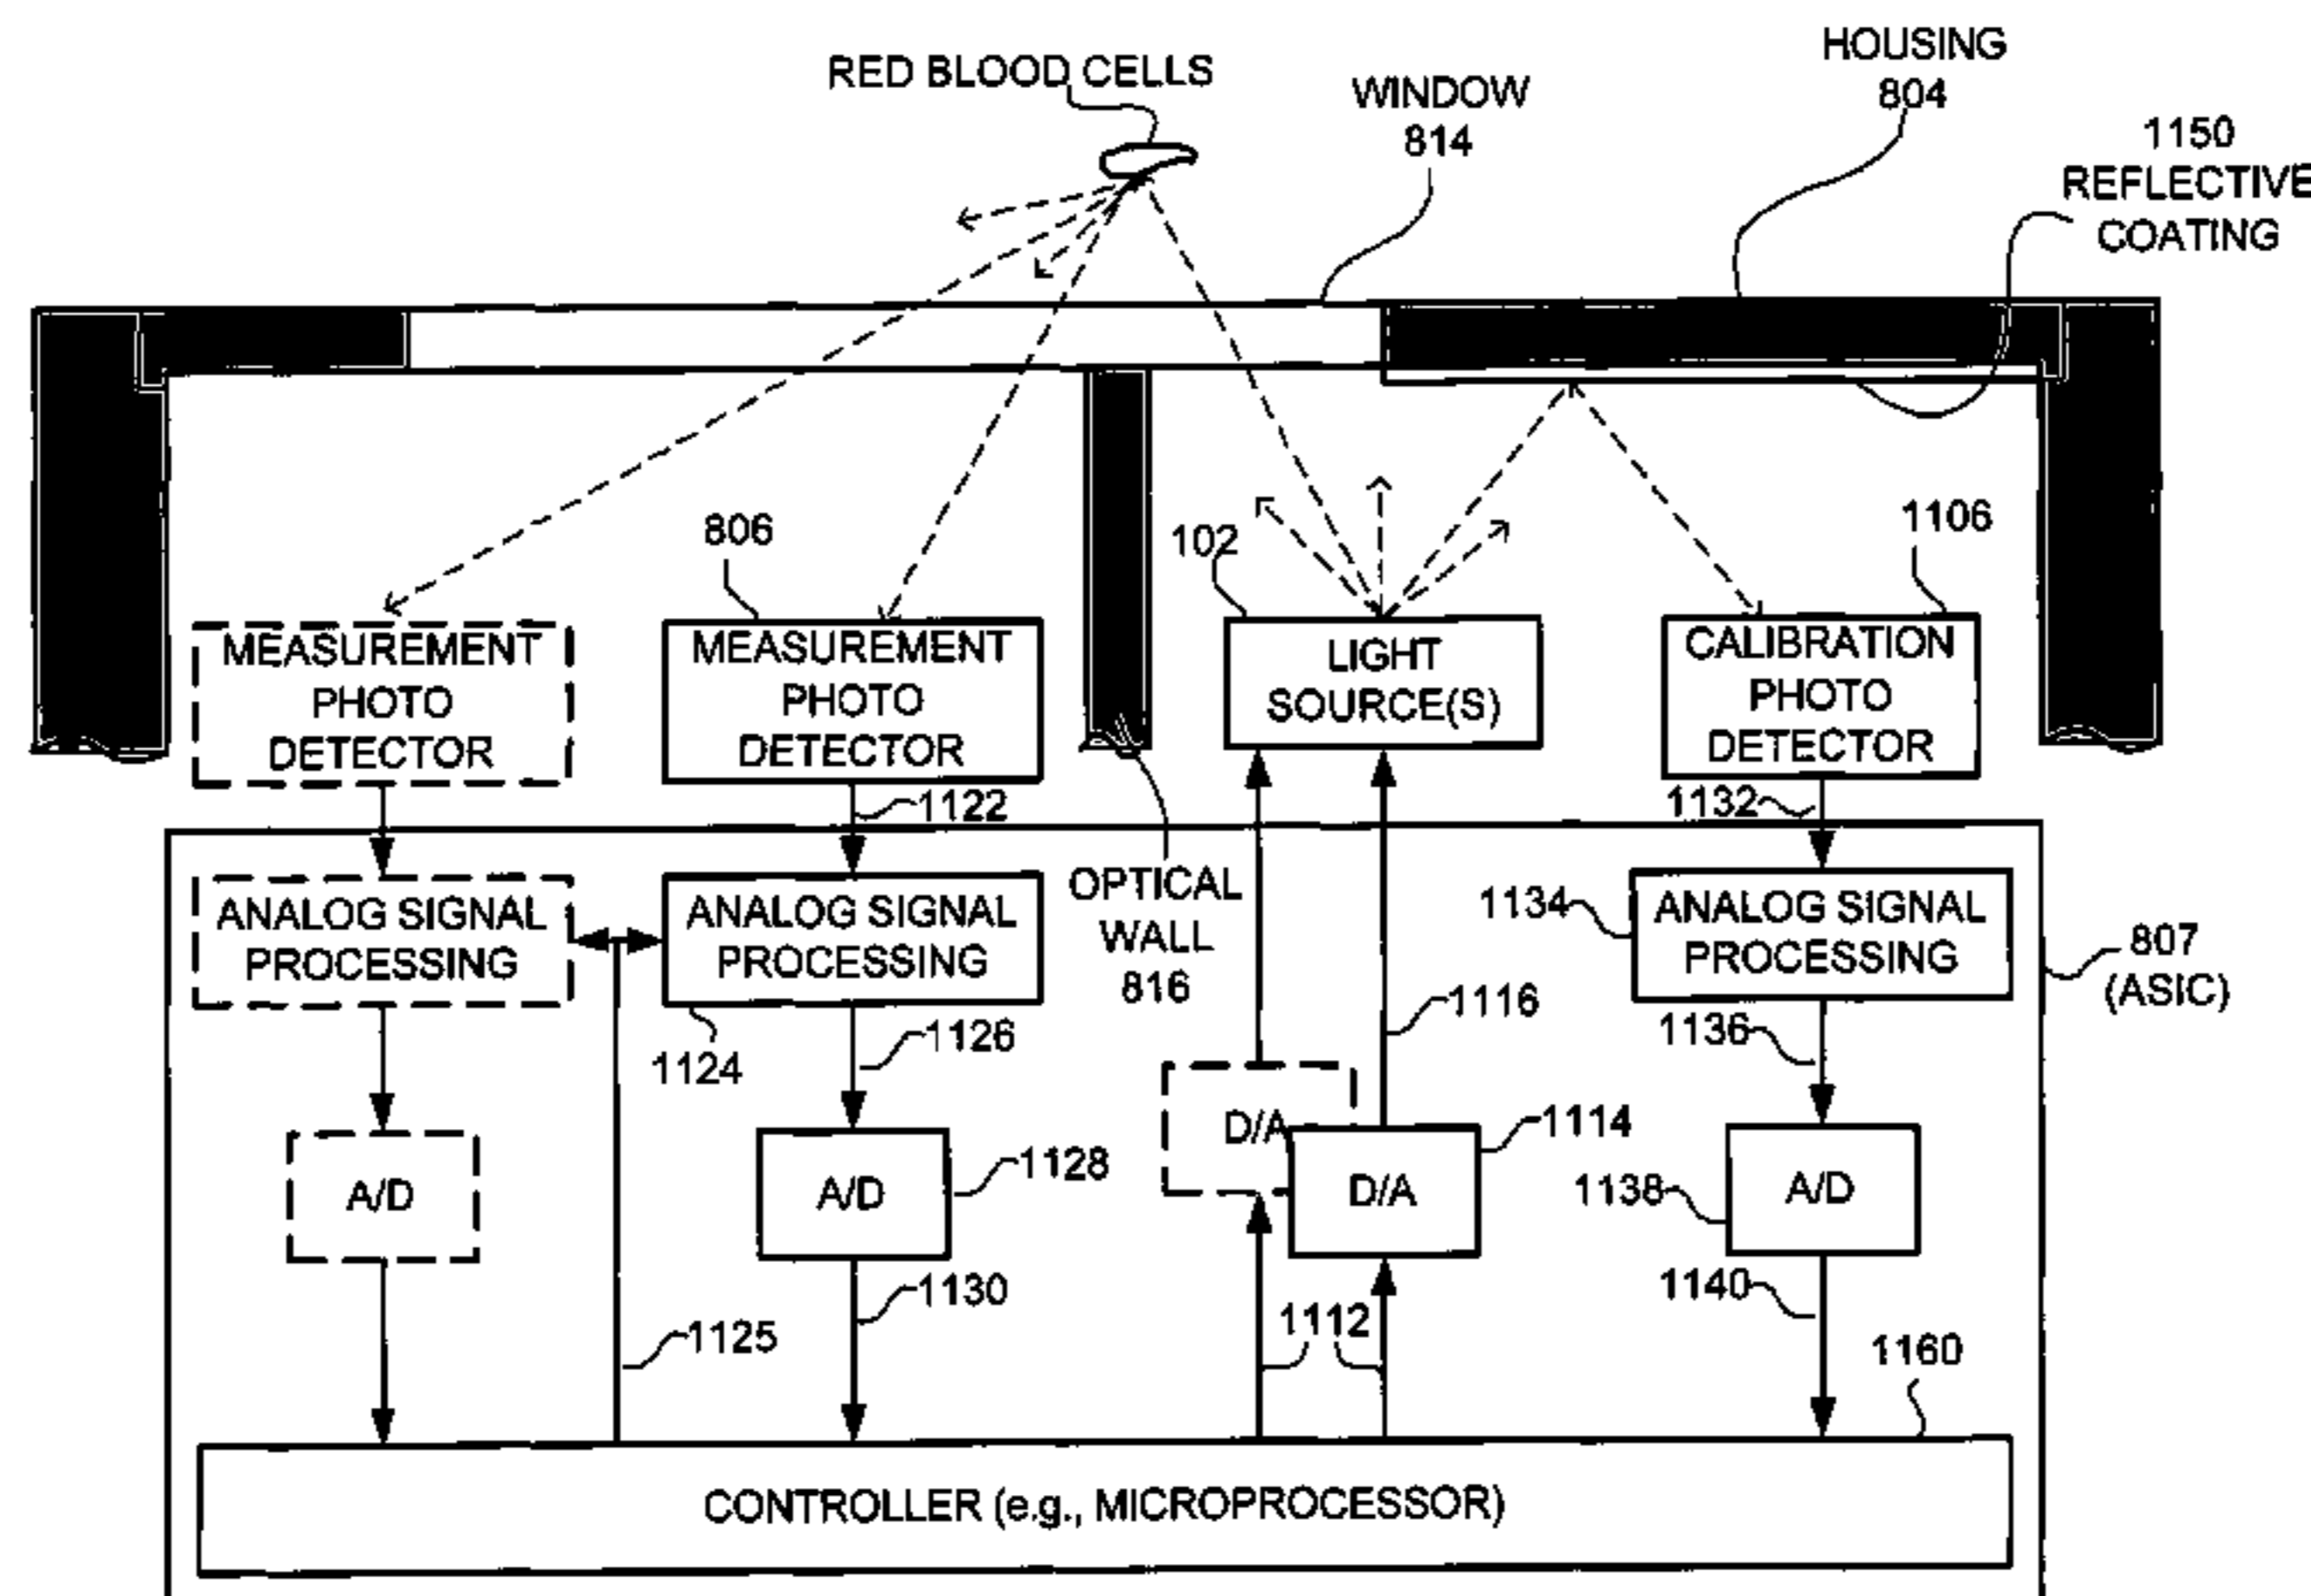 RED BLOOD CELLS
WINDOW
814
HOUSING
804
1150
REFLECTIVE
COATING
806
102
1106
MEASUREMENT
PHOTO
DETECTOR
MEASUREMENT
PHOTO
DETECTOR
LIGHT
SOURCE(S)
CALIBRATION
PHOTO
DETECTOR
1122
1132
OPTICAL
WALL
816
ANALOG SIGNAL
PROCESSING
ANALOG SIGNAL
PROCESSING
1134
ANALOG SIGNAL
PROCESSING
807
(ASIC)
1124
1126
1116
1136
A/D
A/D
1128
D/A
D/A
1114
1138
A/D
1125
1130
1112
1140
1160
CONTROLLER (e.g., MICROPROCESSOR)